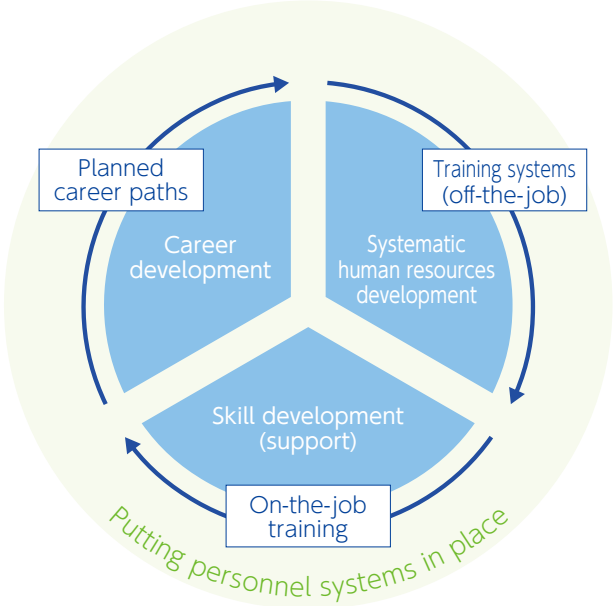 Planned
career paths
Training systems
(off-the-job)
Career
development
Systematic
human resources
development
Skill development
(support)
On-the-job
training
Putting personnel systems in place